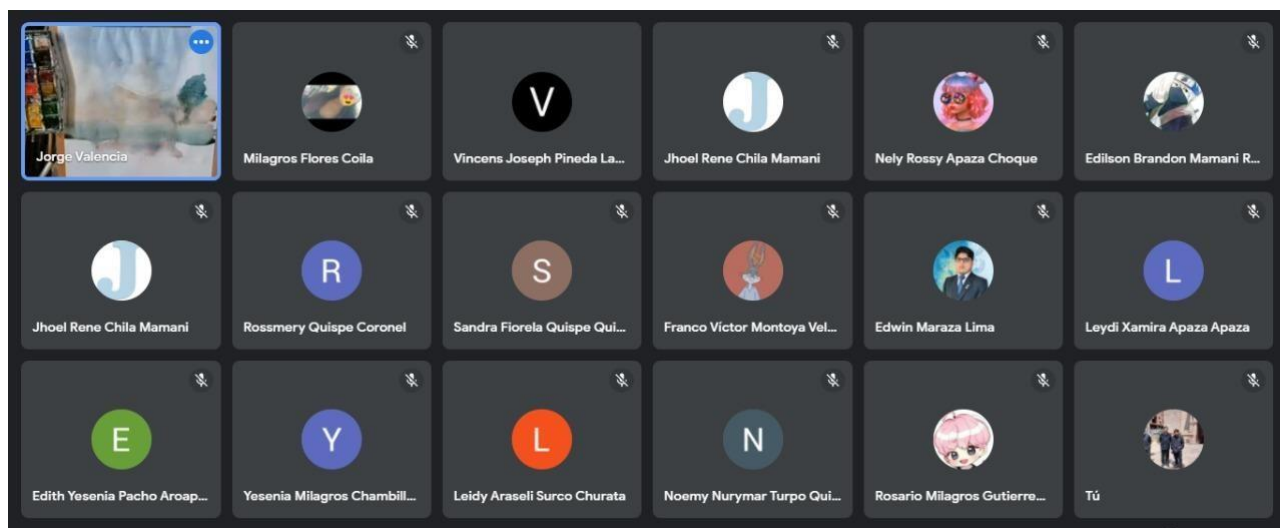 Jorge Valencia
Milagros Flores Coila
V
Vincens Joseph Pineda La...
J
Jhoel Rene Chila Mamani
Nely Rossy Apaza Choque
Edilson Brandon Mamani R...
J
Jhoel Rene Chila Mamani
R
Rossmery Quispe Coronel
S
Sandra Fiorela Quispe Qui...
Franco Víctor Montoya Vel...
Edwin Maraza Lima
L
Leydi Xamira Apaza Apaza
E
Edith Yesenia Pacho Aroap...
Y
Yesenia Milagros Chambill...
L
Leidy Araseli Surco Churata
N
Noemy Nurymar Turpo Qui...
Rosario Milagros Gutierre...
Tú